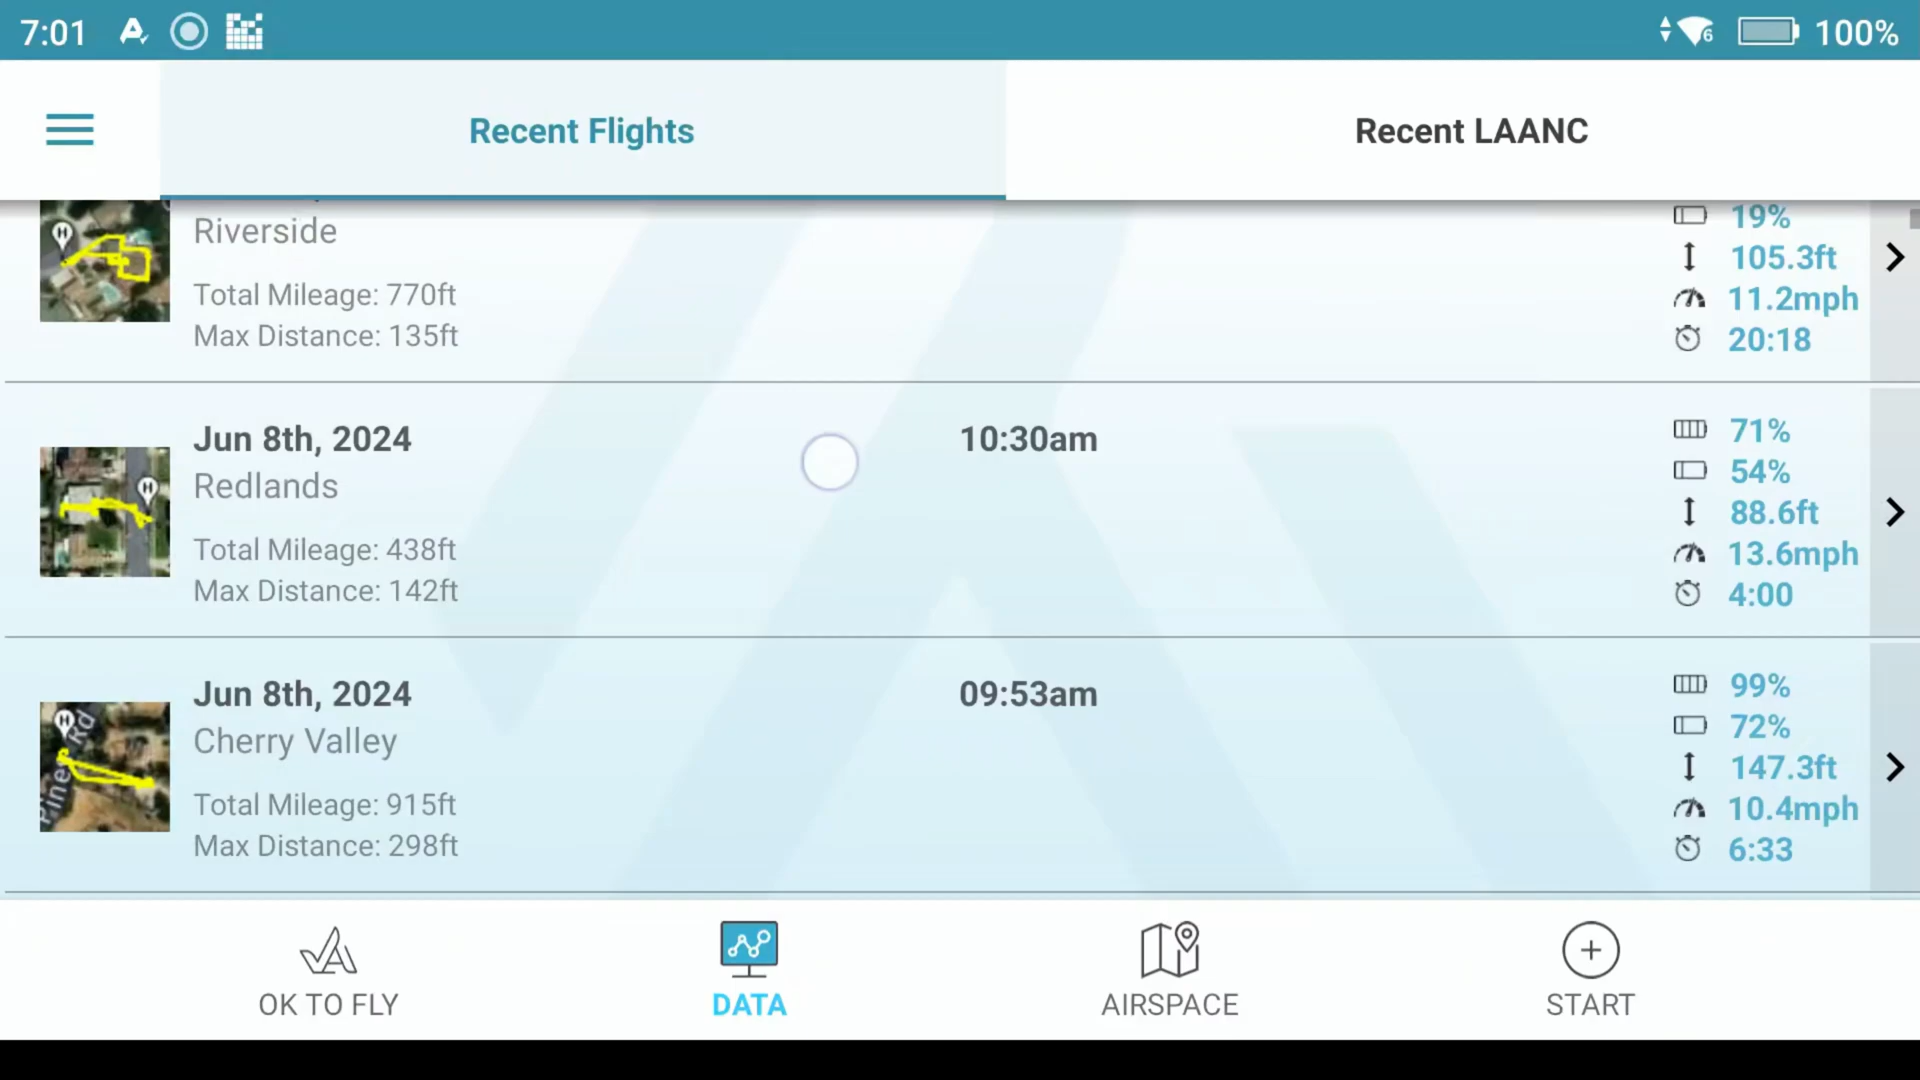 7:01
6
100%
Recent Flights
Recent LAANC
Riverside
Total Mileage: 770ft
Max Distance: 135ft
19%
105.3ft
11.2mph
20:18
Jun 8th, 2024
10:30am
Redlands
Total Mileage: 438ft
Max Distance: 142ft
71%
54%
88.6ft
13.6mph
4:00
Jun 8th, 2024
09:53am
Cherry Valley
Total Mileage: 915ft
Max Distance: 298ft
99%
72%
147.3ft
10.4mph
6:33
H
H
H
Pine
Rd
OK TO FLY
DATA
AIRSPACE
START